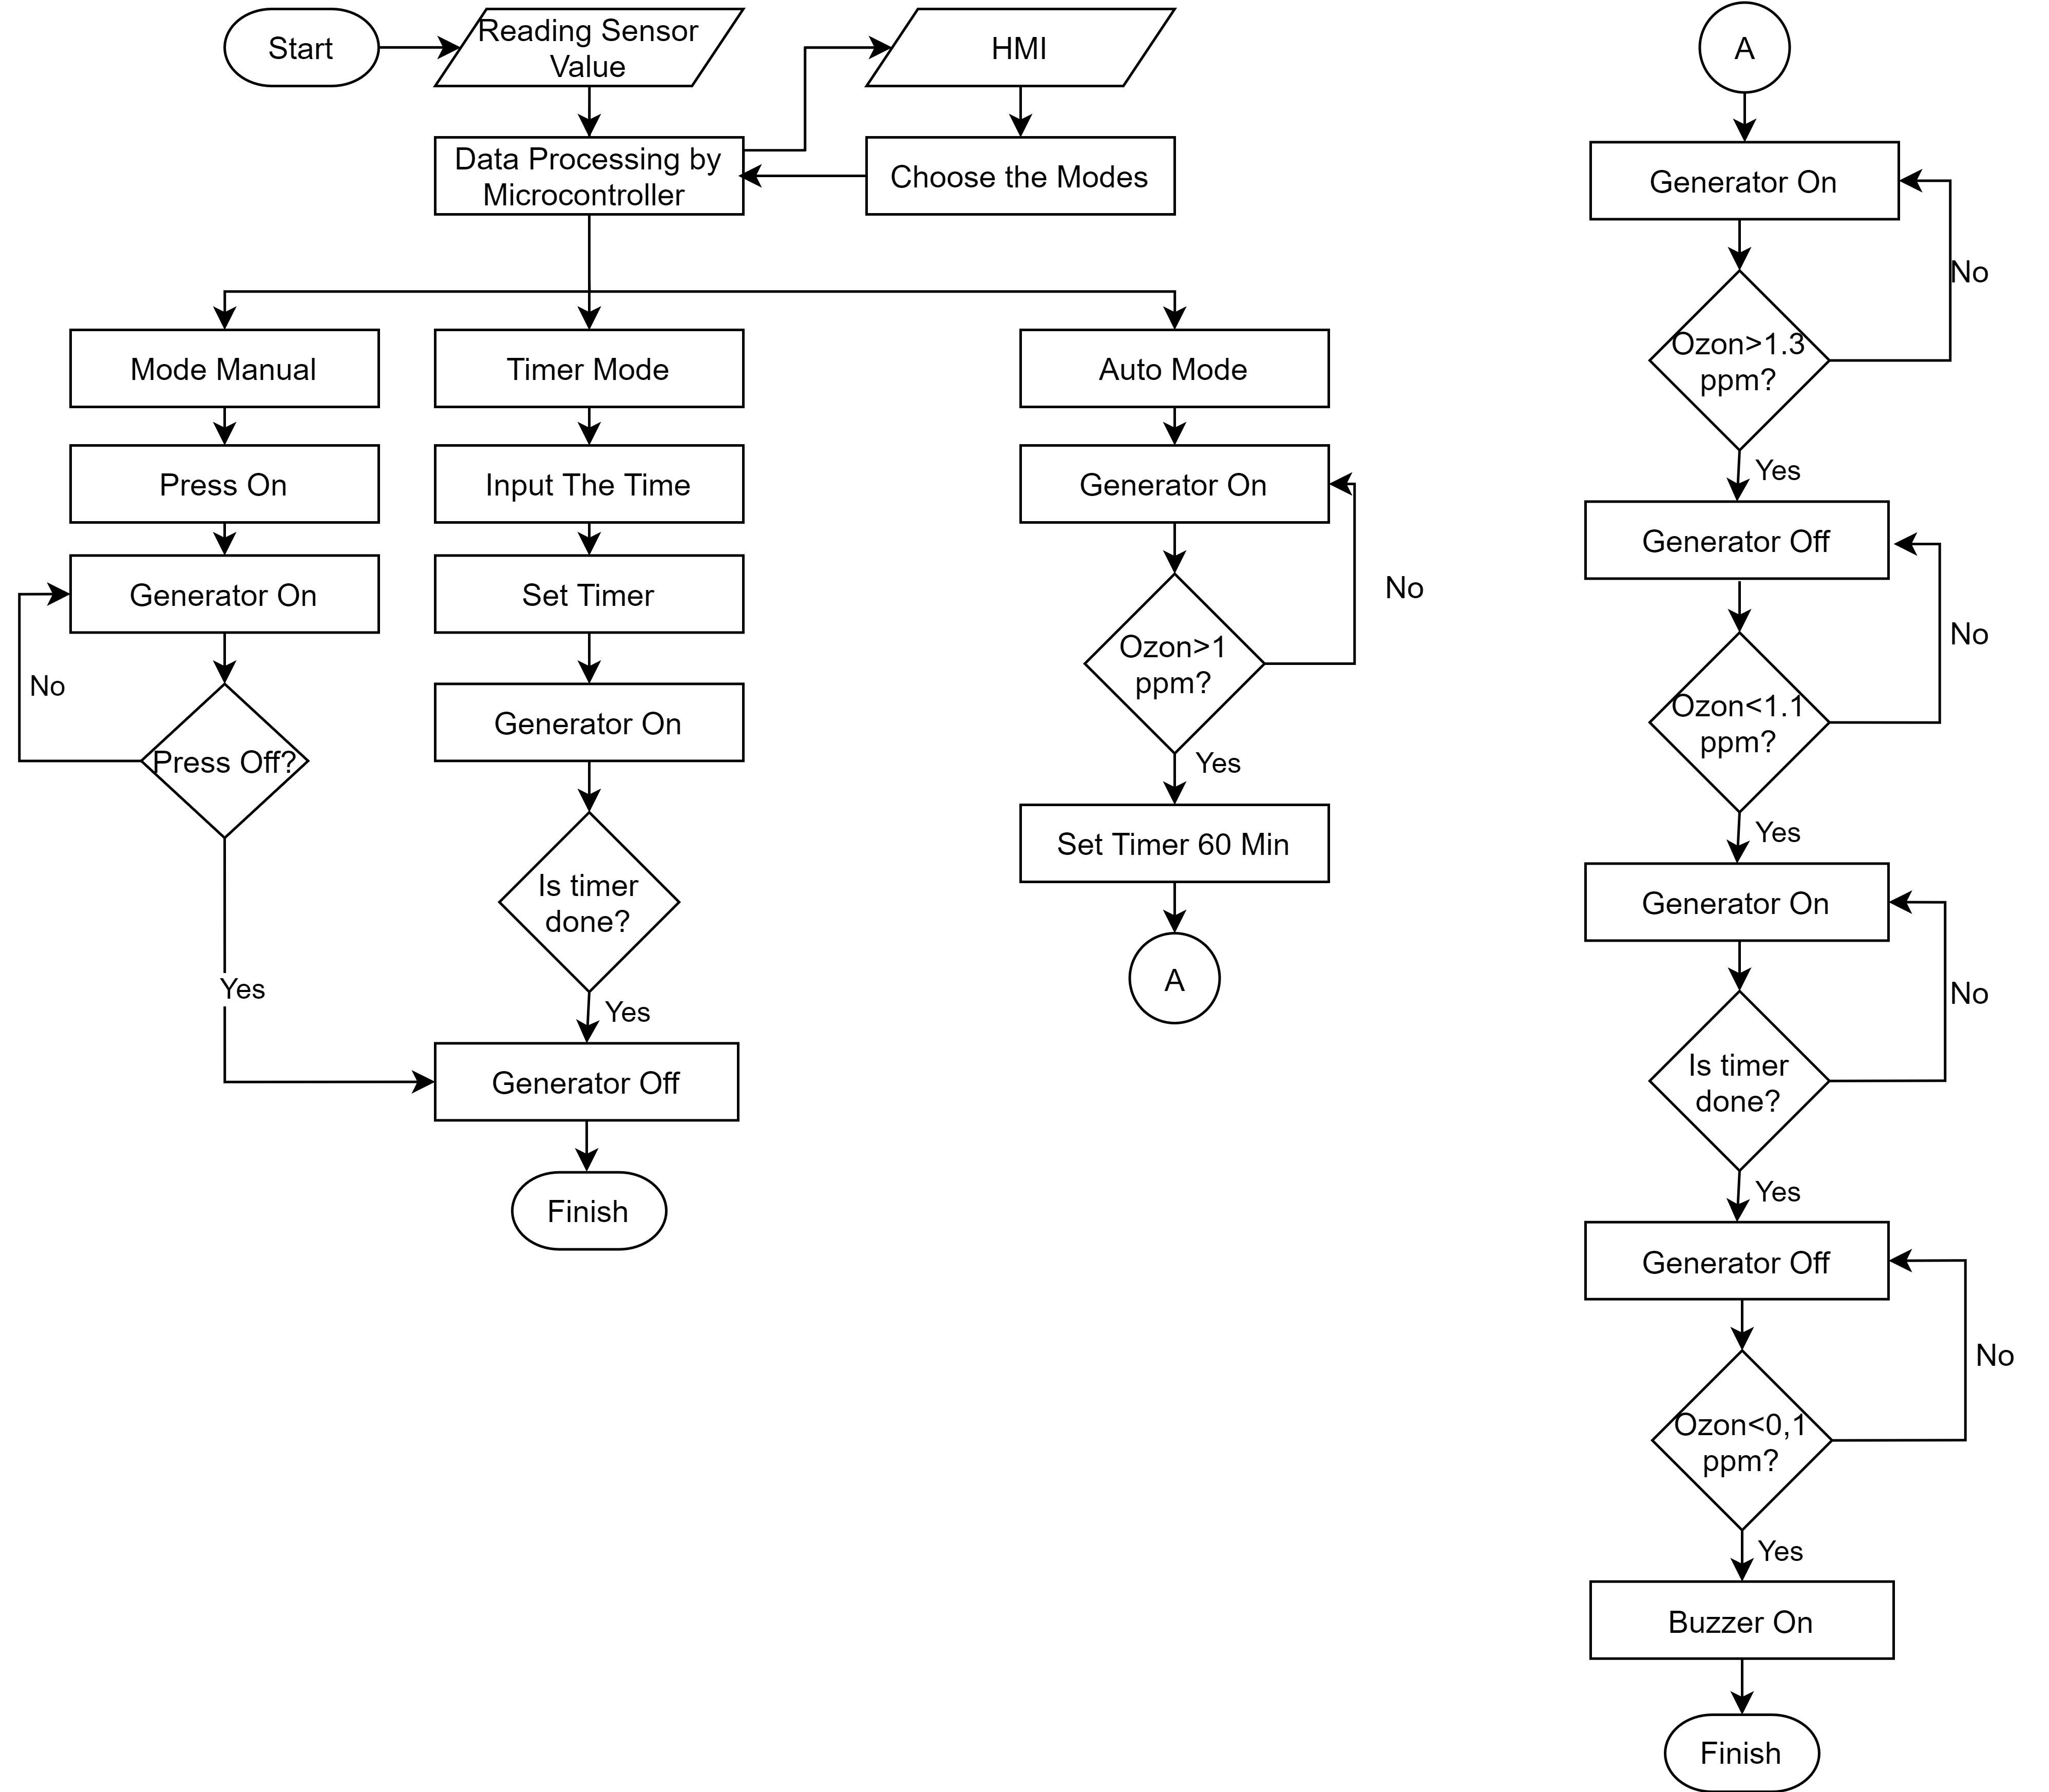 Start
Reading Sensor
Value
HMI
Data Processing by
Microcontroller
Choose the Modes
Mode Manual
Press On
Generator On
No
Press Off?
Yes
Timer Mode
Input The Time
Set Timer
Generator On
Is timer
done?
Yes
Generator Off
Finish
Auto Mode
Generator On
No
Ozon>1
ppm?
Yes
Set Timer 60 Min
A
A
Generator On
No
Ozon>1.3
ppm?
Yes
Generator Off
No
Ozon<1.1
ppm?
Yes
Generator On
No
Is timer
done?
Yes
Generator Off
No
Ozon<0,1
ppm?
Yes
Buzzer On
Finish